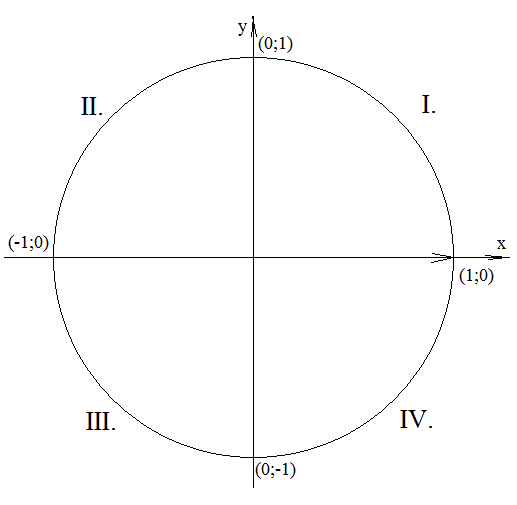 y
(0;1)
II.
I.
(-1;0)
x
(1;0)
III.
IV.
(0;-1)